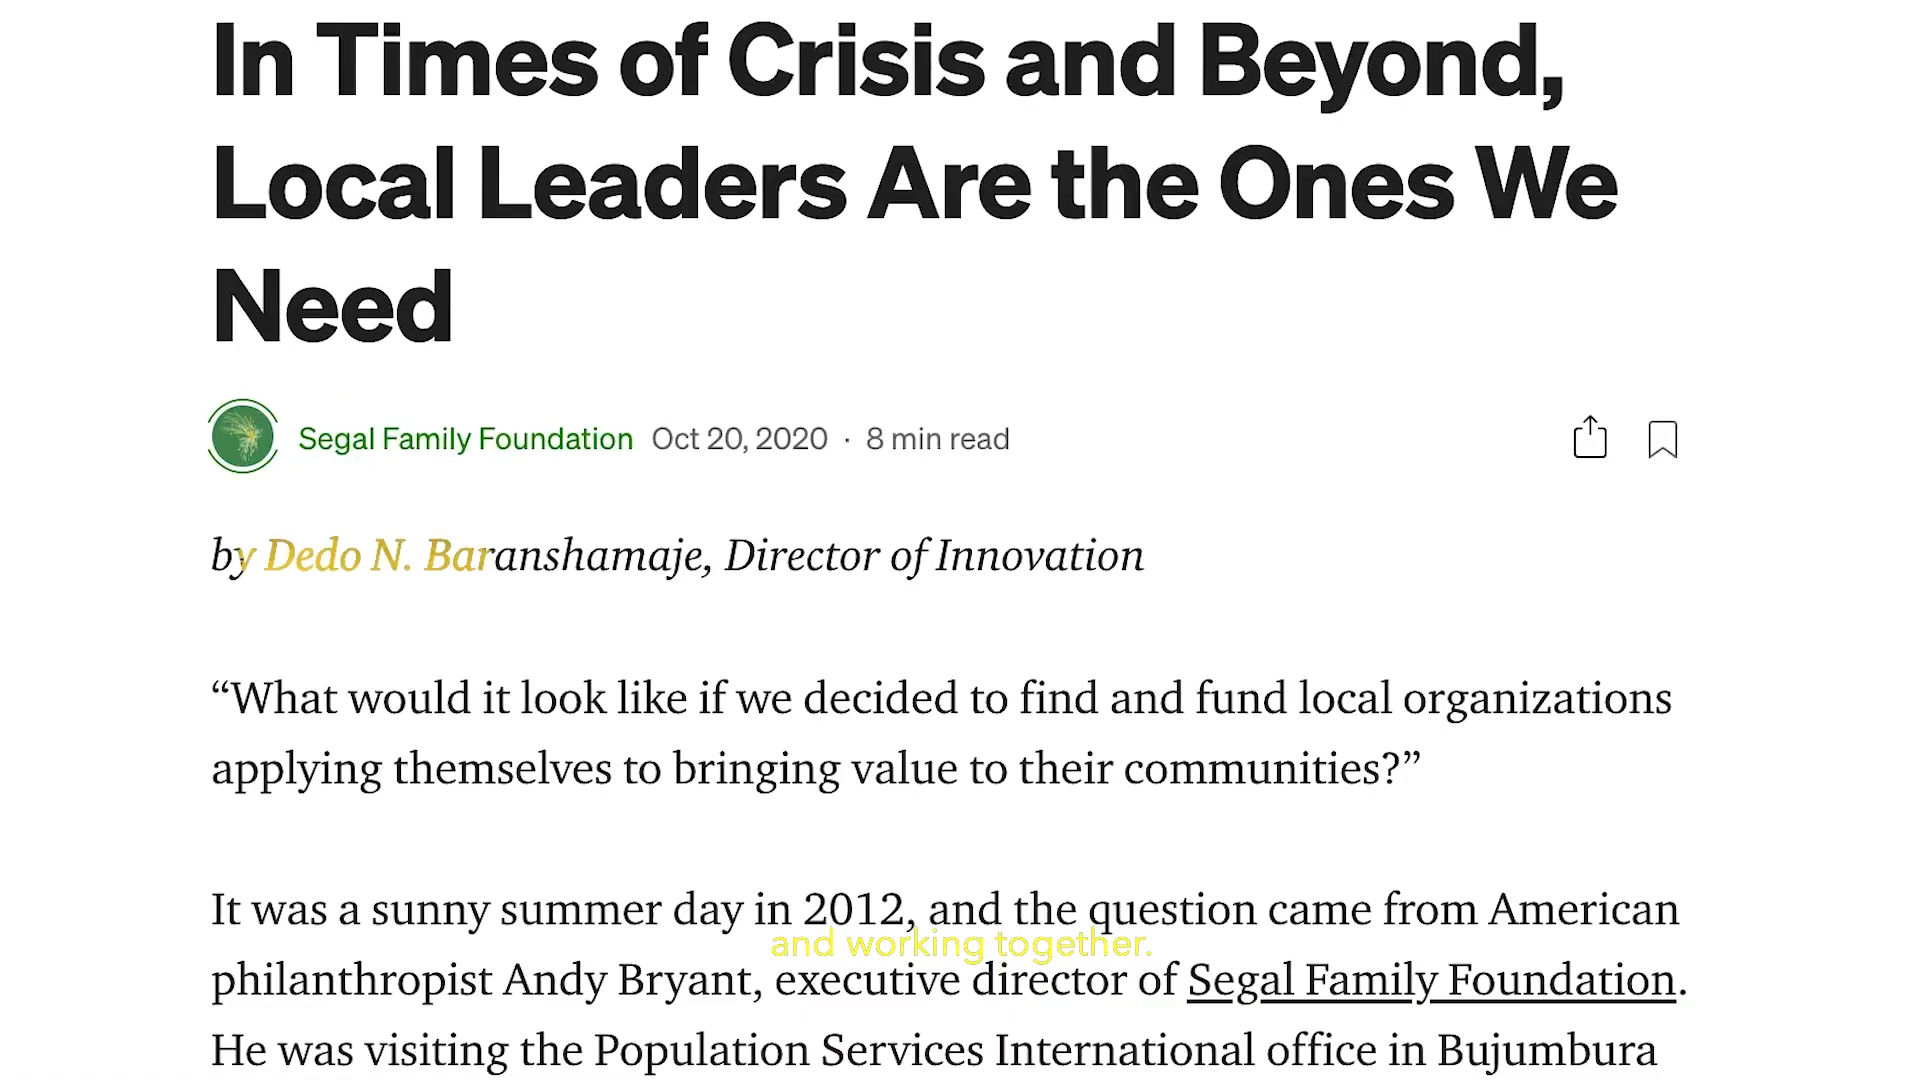 In Times of Crisis and Beyond,
Local Leaders Are the Ones We
Need
Segal Family Foundation Oct 20, 2020 · 8 min read
by Dedo N. Baranshamaje, Director of Innovation
“What would it look like if we decided to find and fund local organizations
applying themselves to bringing value to their communities?”
It was a sunny summer day in 2012, and the question came from American
and working together.
philanthropist Andy Bryant, executive director of Segal Family Foundation.
He was visiting the Population Services International office in Bujumbura